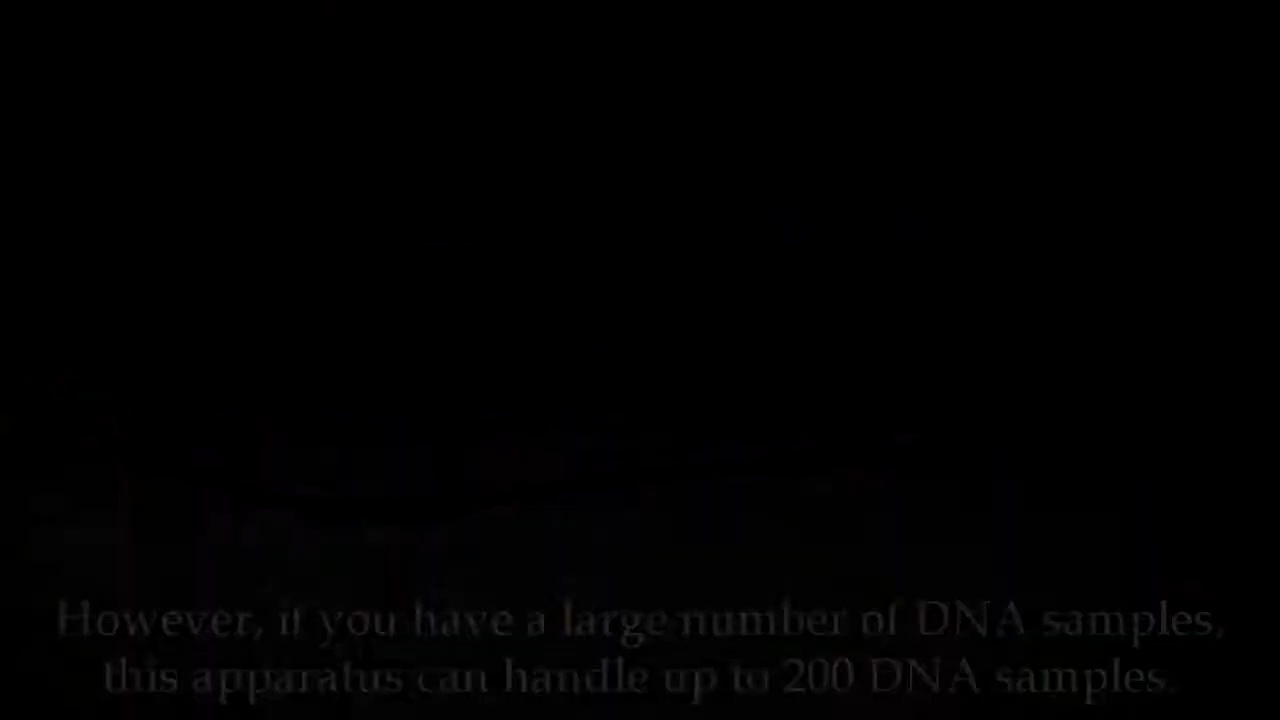 However, if you have a large number of DNA samples,
this apparatus can handle up to 200 DNA samples.